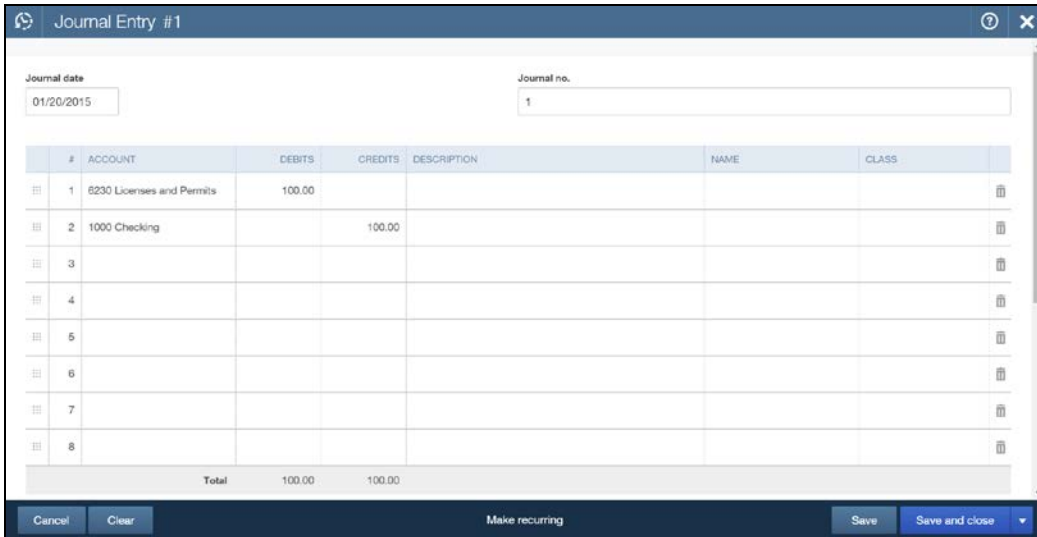 Journal Entry #1
Journal date
Journal no.
01/20/2015
1
# ACCOUNT DEBITS CREDITS DESCRIPTION NAME CLASS
1 6230 Licenses and Permits 100.00
2 1000 Checking 100.00
3
4
5
6
7
8
Total 100.00 100.00
Cancel Clear Make recurring Save Save and close